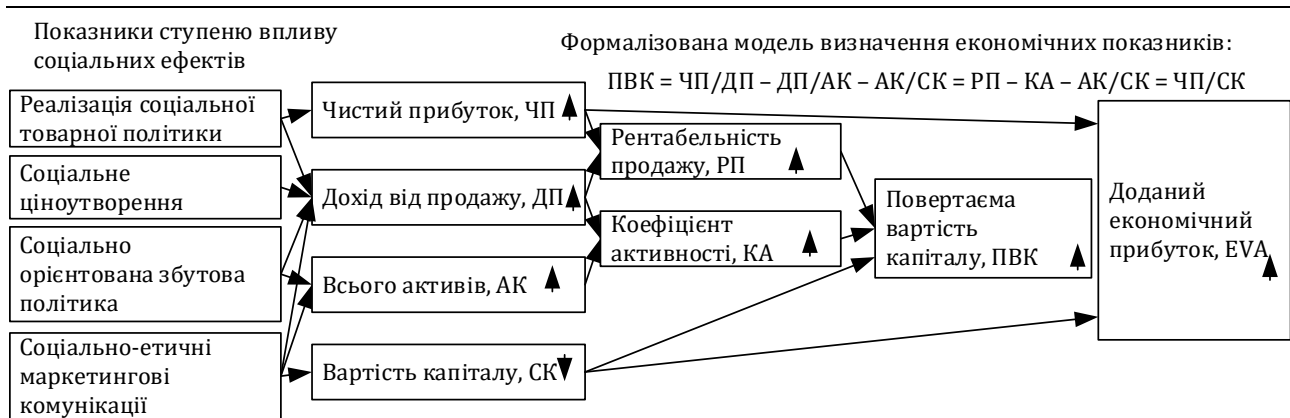 Показники ступеню впливу
соціальних ефектів
Формалізована модель визначення економічних показників:
ПВК = ЧП/ДП – ДП/АК – АК/СК = РП – КА – АК/СК = ЧП/СК
Реалізація соціальної
товарної політики
Соціальне
ціноутворення
Соціально
орієнтована збутова
політика
Соціально-етичні
маркетингові
комунікації
Чистий прибуток, ЧП
Дохід від продажу, ДП
Всього активів, АК
Вартість капіталу, СК
Рентабельність
продажу, РП
Коефіцієнт
активності, КА
Повертаєма
вартість
капіталу, ПВК
Доданий
економічний
прибуток, EVA